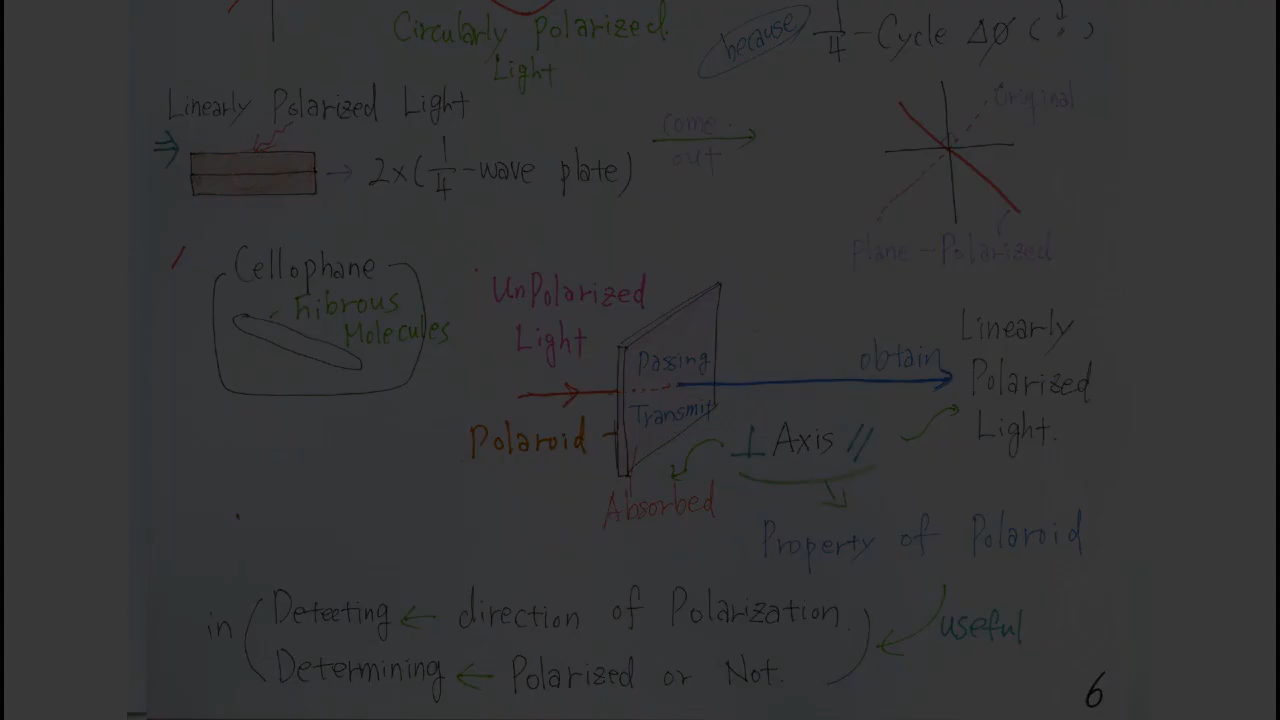 Circularly Polarized
Light
because 1/4 - Cycle Δø ( ? )
Linearly Polarized Light
⇒ → 2×(1/4-wave plate)
come
out
Original
Plane-Polarized
Cellophane
Fibrous
Molecules
UnPolarized
Light
Passing
Transmit
Polaroid
Absorbed
obtain
Linearly
Polarized
Light.
⊥ Axis //
Property of Polaroid
in ( Detecting ← direction of Polarization.
Determining ← Polarized or Not. )
useful
6